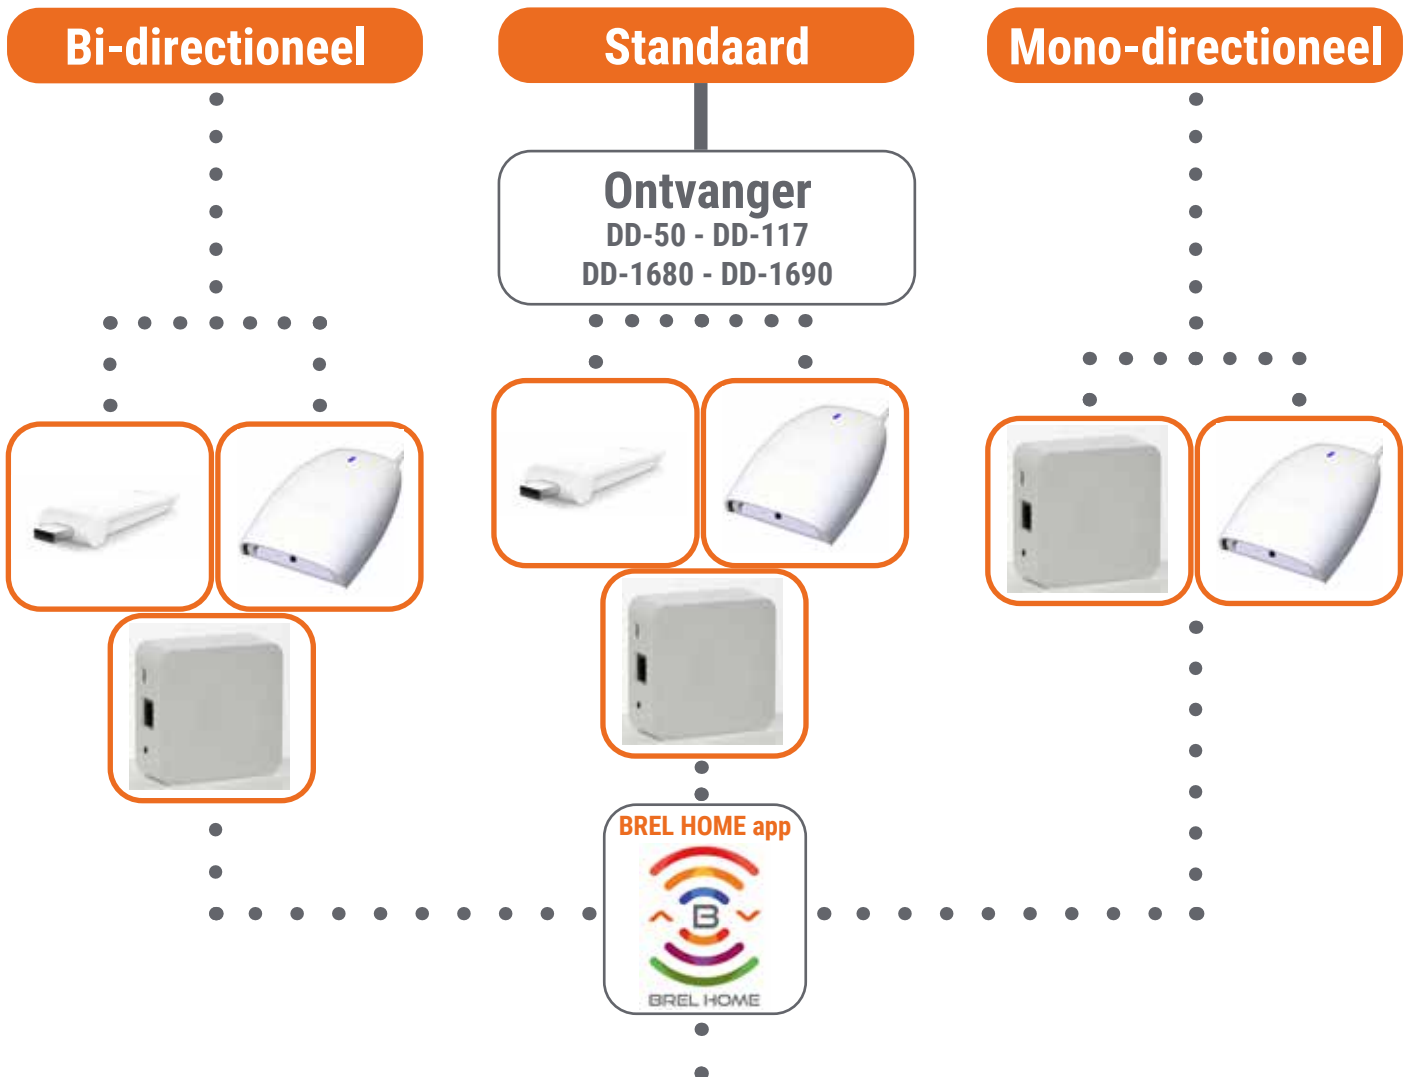 Bi-directioneel
Standaard
Mono-directioneel
Ontvanger
DD-50 - DD-117
DD-1680 - DD-1690
BREL HOME app
B
BREL HOME